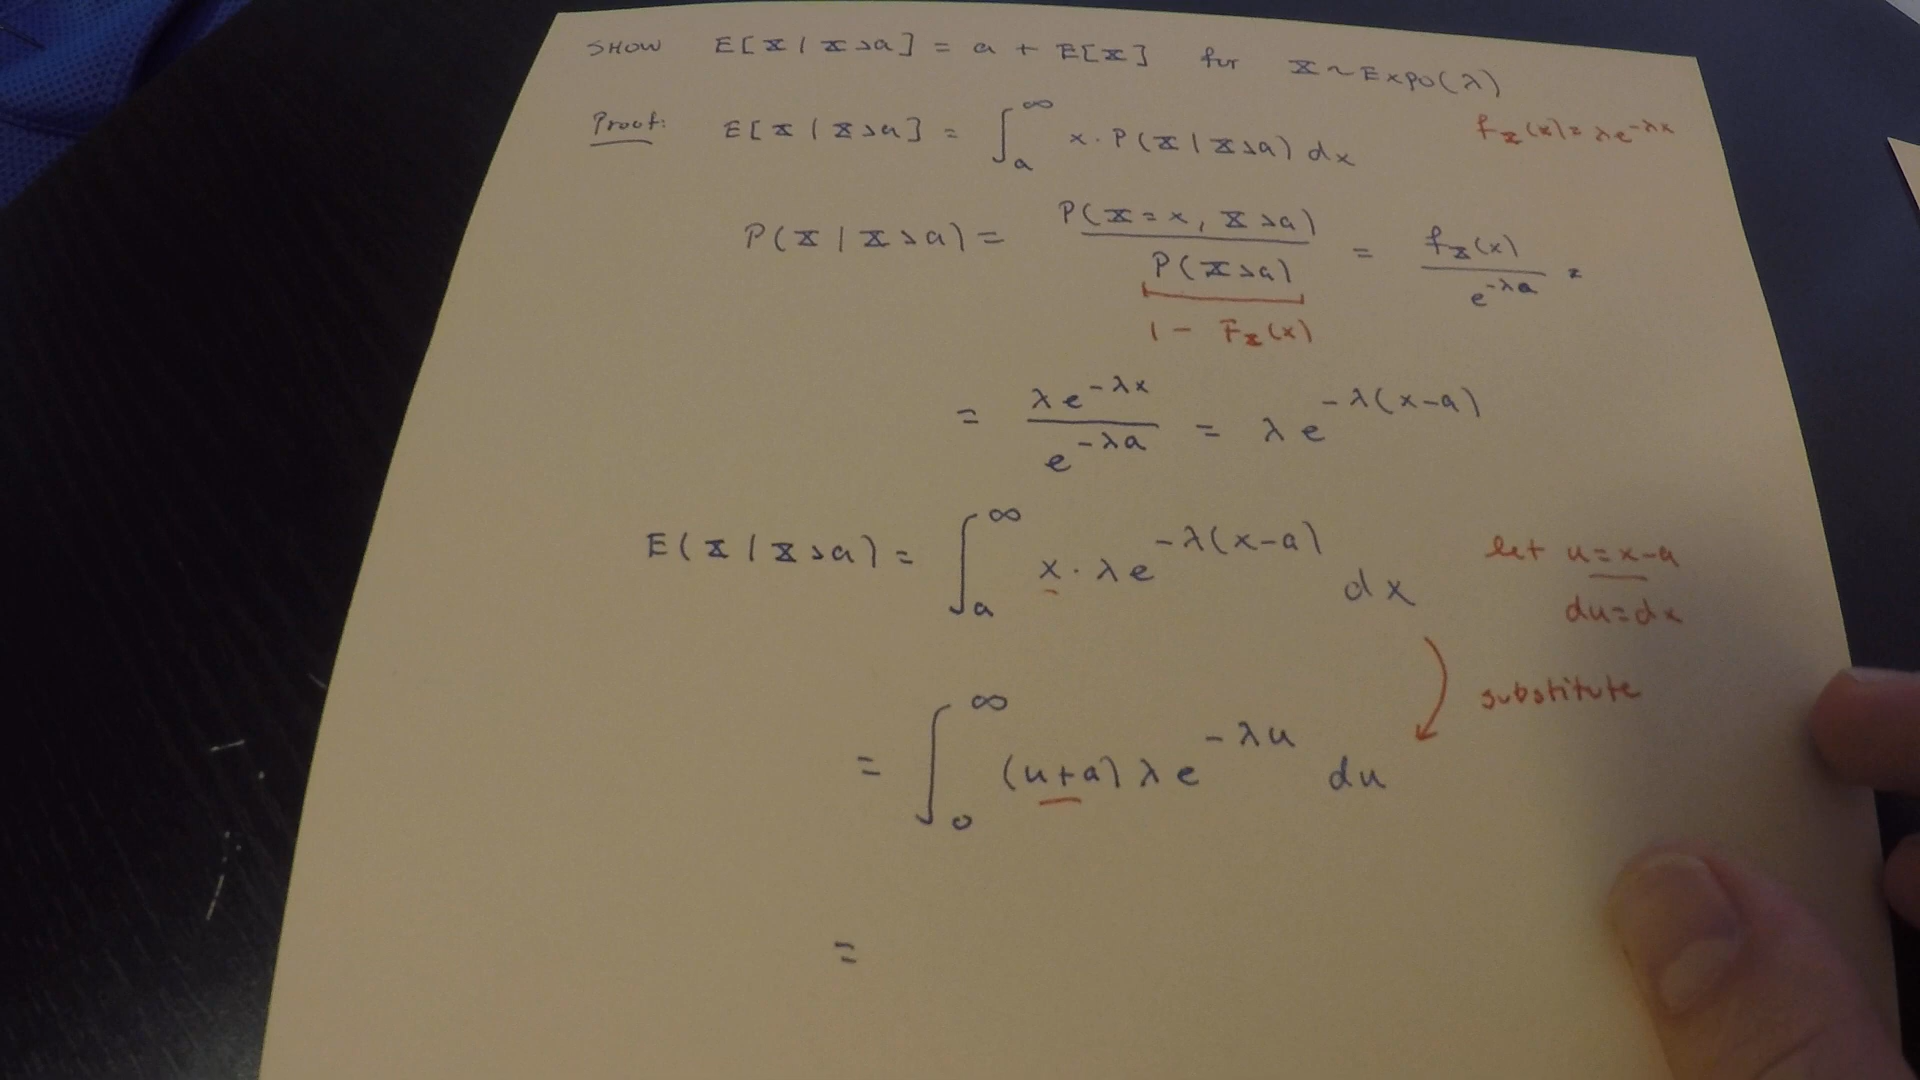 SHOW E[X | X>a] = a + E[X] for X ~ Expo(λ)
Proof: E[X | X>a] = ∫_a^∞ x · P(X | X>a) dx f_X(x) = λe^{-λx}
P(X | X>a) = P(X=x, X>a) / P(X>a) = f_X(x) / e^{-λa} =
1 - F_X(x)
= λe^{-λx} / e^{-λa} = λe^{-λ(x-a)}
E(X | X>a) = ∫_a^∞ x · λe^{-λ(x-a)} dx let u=x-a
du=dx
substitute
= ∫_0^∞ (u+a) λe^{-λu} du
=